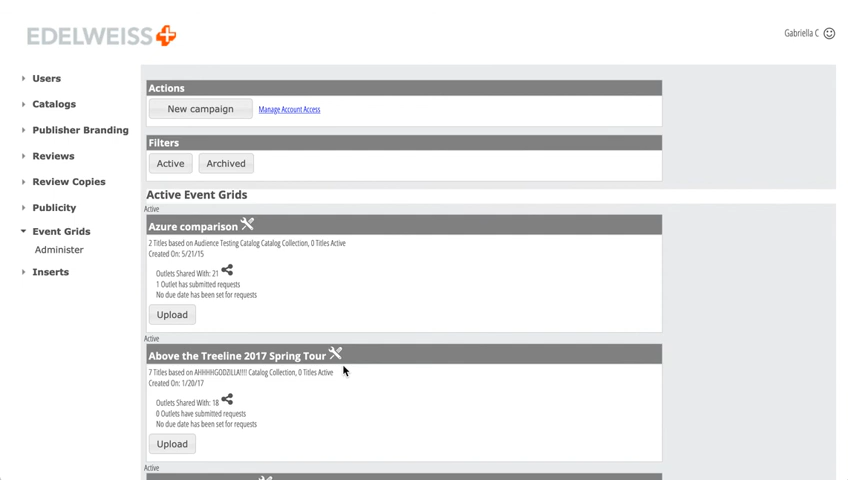 EDELWEISS+
Gabriella C
Users
Catalogs
Publisher Branding
Reviews
Review Copies
Publicity
Event Grids
Administer
Inserts
Actions
New campaign
Manage Account Access
Filters
Active
Archived
Active Event Grids
Active
Azure comparison
2 Titles based on Audience Testing Catalog Catalog Collection, 0 Titles Active
Created On: 5/21/15
Outlets Shared With: 21
1 Outlet has submitted requests
No due date has been set for requests
Upload
Active
Above the Treeline 2017 Spring Tour
7 Titles based on AHHHHGODZILLA!!!! Catalog Collection, 0 Titles Active
Created On: 1/20/17
Outlets Shared With: 18
0 Outlets have submitted requests
No due date has been set for requests
Upload
Active